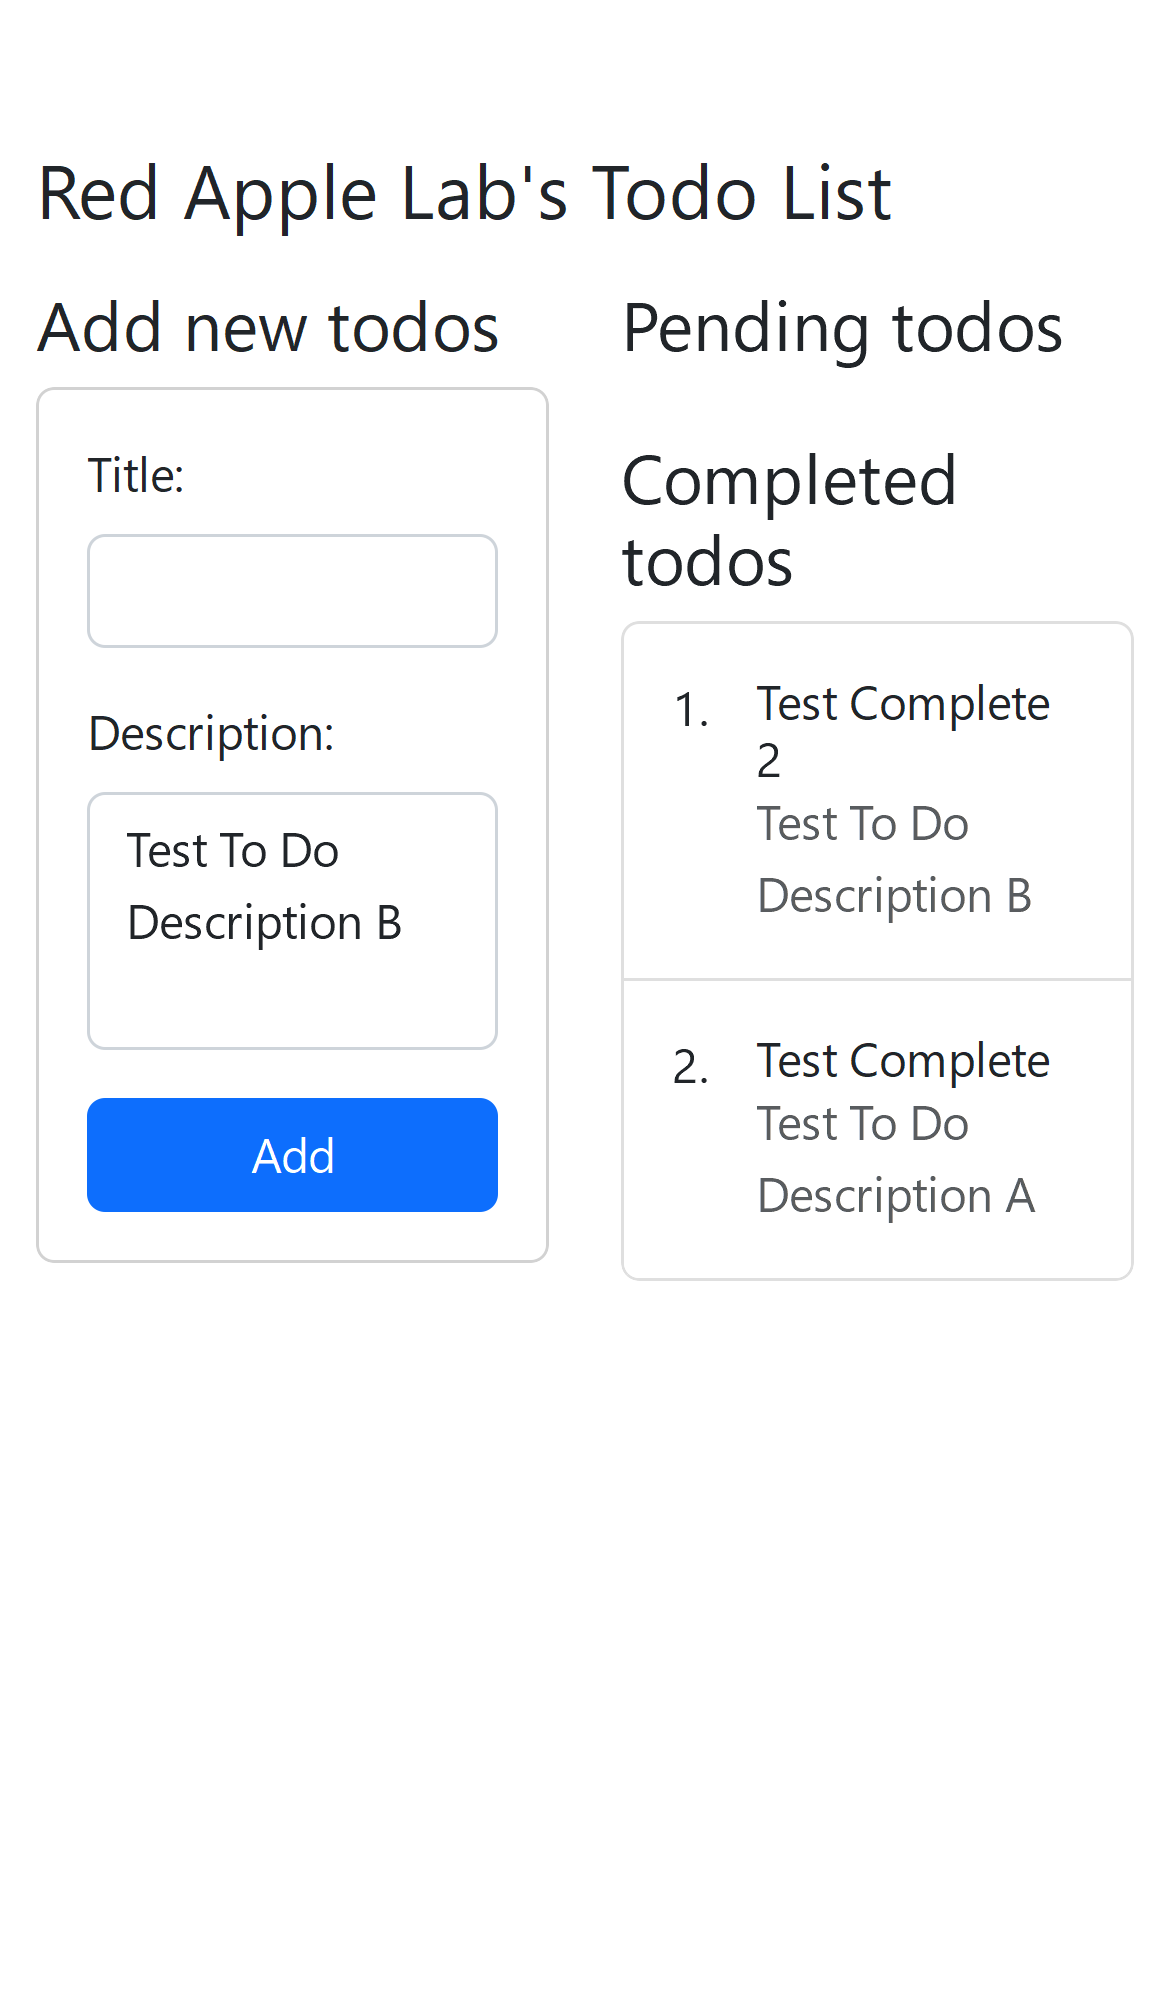 Red Apple Lab's Todo List
Add new todos
Title:
Description:
Test To Do
Description B
Add
Pending todos
Completed
todos
1. Test Complete
2
Test To Do
Description B
2. Test Complete
Test To Do
Description A